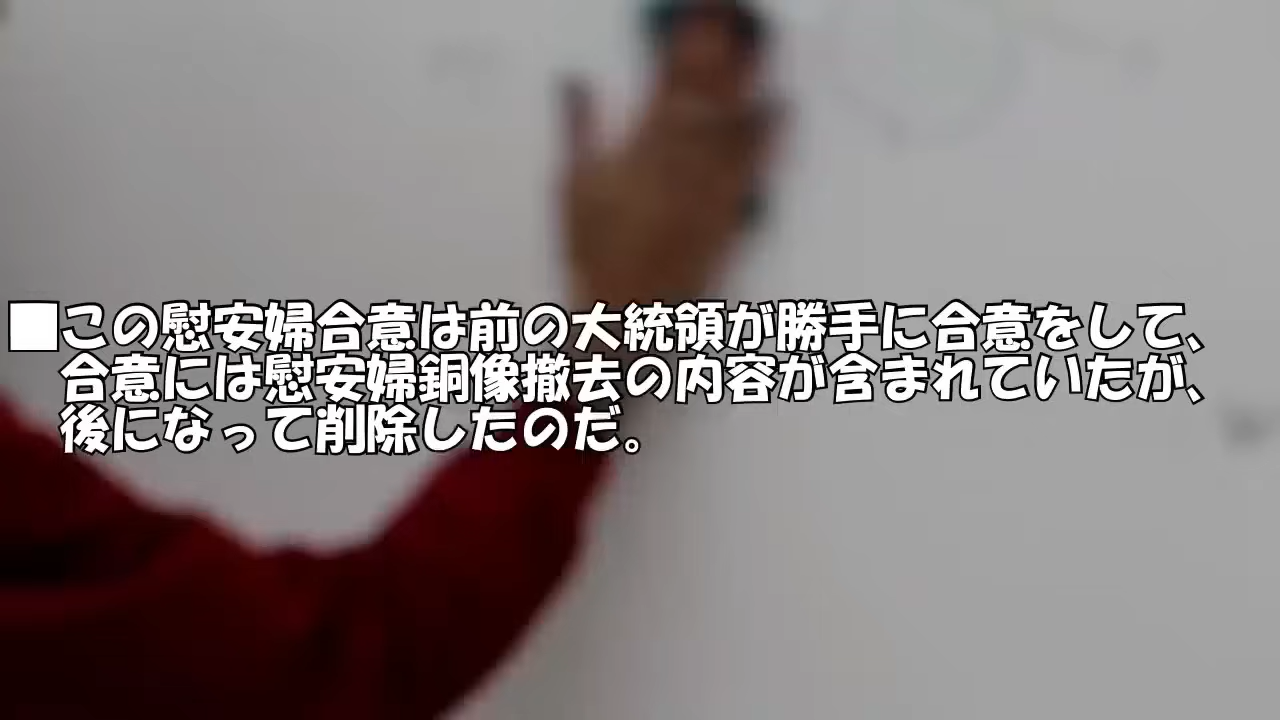 ■この慰安婦合意は前の大統領が勝手に合意をして、
合意には慰安婦銅像撤去の内容が含まれていたが、
後になって削除したのだ。